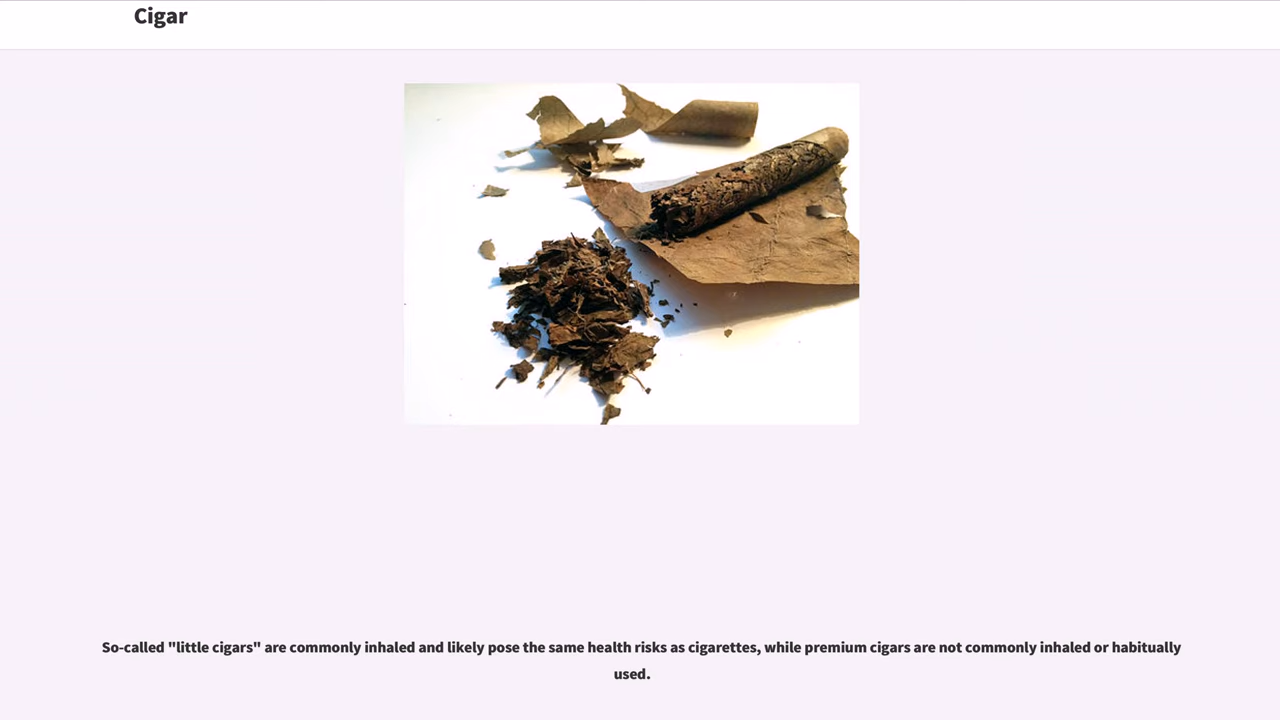 Cigar
So-called "little cigars" are commonly inhaled and likely pose the same health risks as cigarettes, while premium cigars are not commonly inhaled or habitually
used.